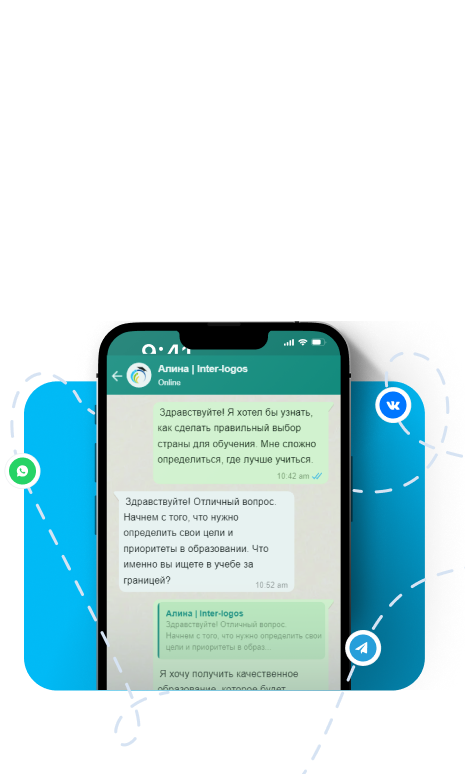 9:41
Алина | Inter-logos
Online
Здравствуйте! Я хотел бы узнать,
как сделать правильный выбор
страны для обучения. Мне сложно
определиться, где лучше учиться.
10:42 am
Здравствуйте! Отличный вопрос.
Начнем с того, что нужно
определить свои цели и
приоритеты в образовании. Что
именно вы ищете в учебе за
границей?
10:52 am
Алина | Inter-logos
Здравствуйте! Отличный вопрос.
Начнем с того, что нужно определить свои
цели и приоритеты в образ...
Я хочу получить качественное
образование, которое будет